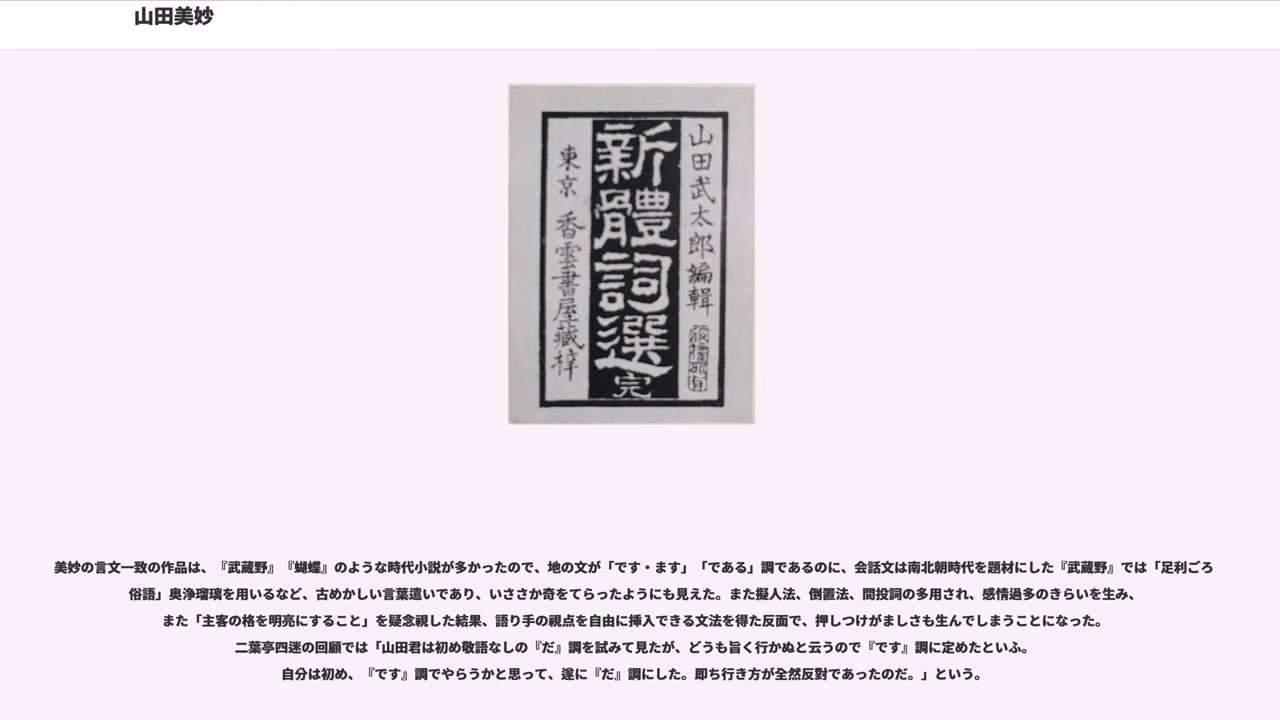 山田美妙
山田武太郎編輯
新體詞選
完
東京 香雲書屋藏梓
美妙の言文一致の作品は、『武蔵野』『蝴蝶』のような時代小説が多かったので、地の文が「です・ます」「である」調であるのに、会話文は南北朝時代を題材にした『武蔵野』では「足利ごろ
俗語」奥浄瑠璃を用いるなど、古めかしい言葉遣いであり、いささか奇をてらったようにも見えた。また擬人法、倒置法、間投詞の多用され、感情過多のきらいを生み、
また「主客の格を明亮にすること」を疑念視した結果、語り手の視点を自由に挿入できる文法を得た反面で、押しつけがましさも生んでしまうことになった。
二葉亭四迷の回顧では「山田君は初め敬語なしの『だ』調を試みて見たが、どうも旨く行かぬと云うので『です』調に定めたといふ。
自分は初め、『です』調でやらうかと思って、遂に『だ』調にした。即ち行き方が全然反對であったのだ。」という。